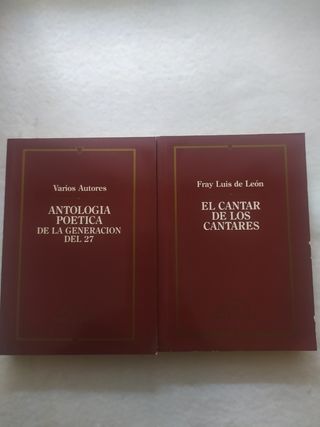 Varios Autores
ANTOLOGIA
POETICA
DE LA GENERACION
DEL 27
Fray Luis de León
EL CANTAR
DE LOS
CANTARES